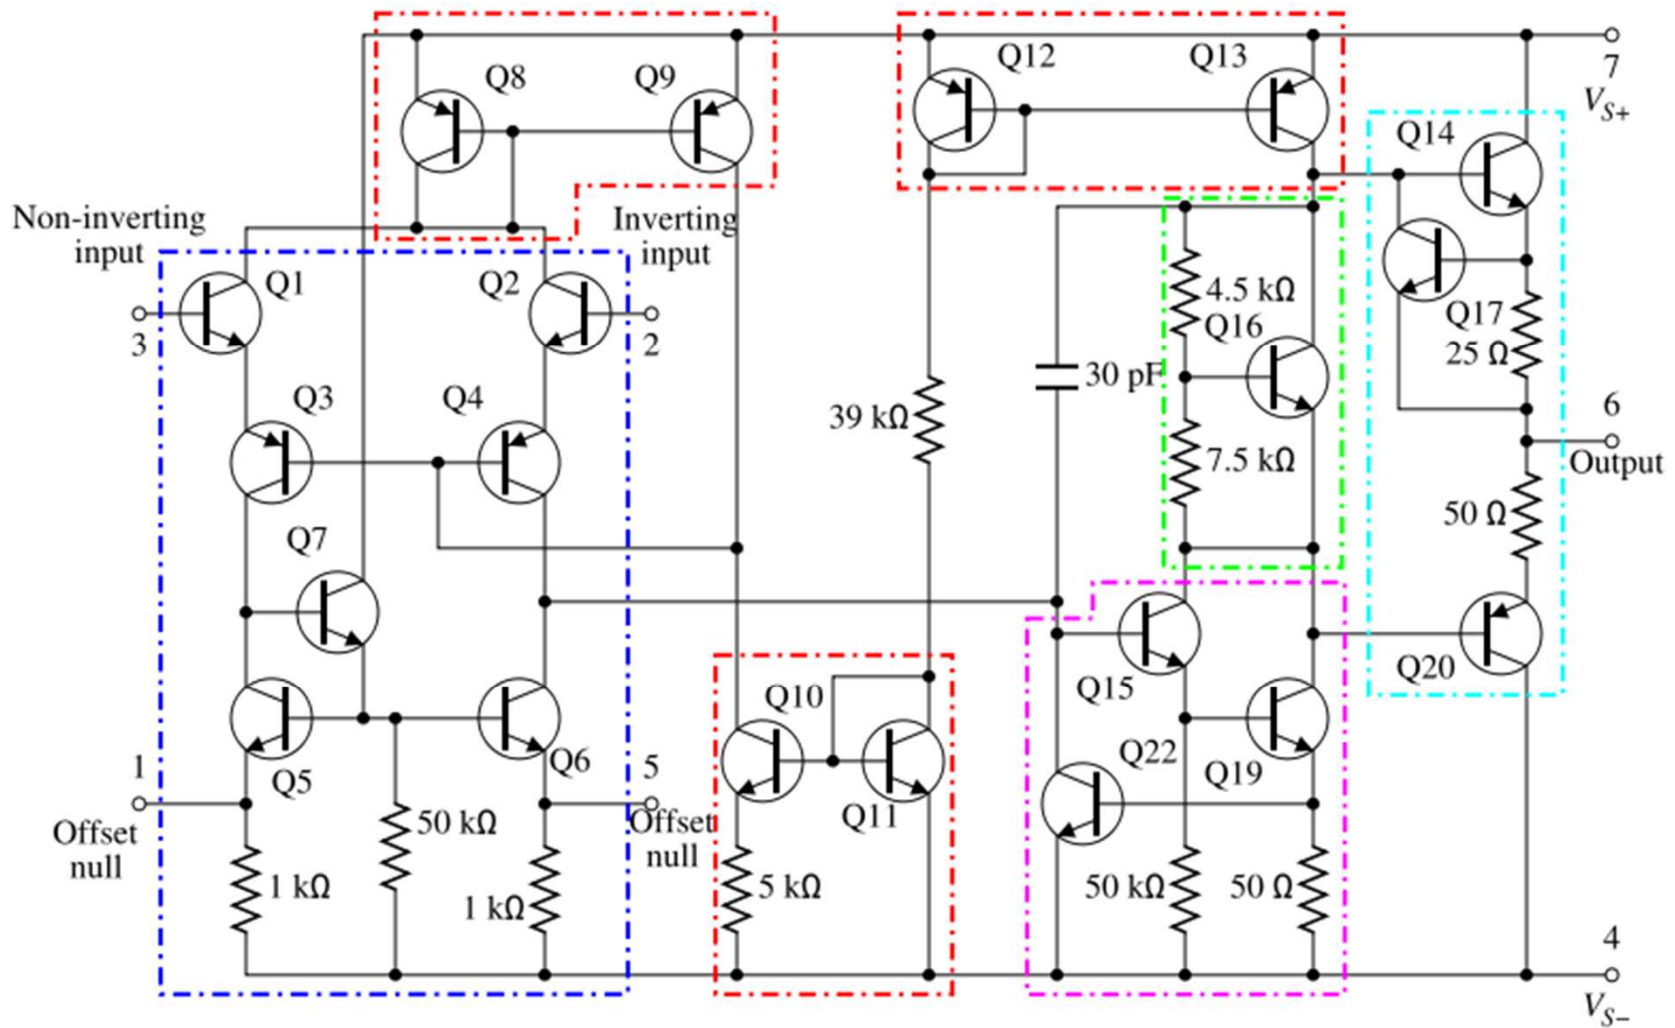 Q8
Q9
Q12
Q13
7
V_{S+}
Q14
Non-inverting
input
Inverting
input
Q1
Q2
3
2
4.5 kΩ
Q16
Q17
25 Ω
30 pF
Q3
Q4
39 kΩ
7.5 kΩ
6
Output
50 Ω
Q7
Q15
Q20
Q10
Q22
Q19
1
Q5
Q6
5
Q11
Offset
null
50 kΩ
Offset
null
1 kΩ
1 kΩ
5 kΩ
50 kΩ
50 Ω
4
V_{S−}